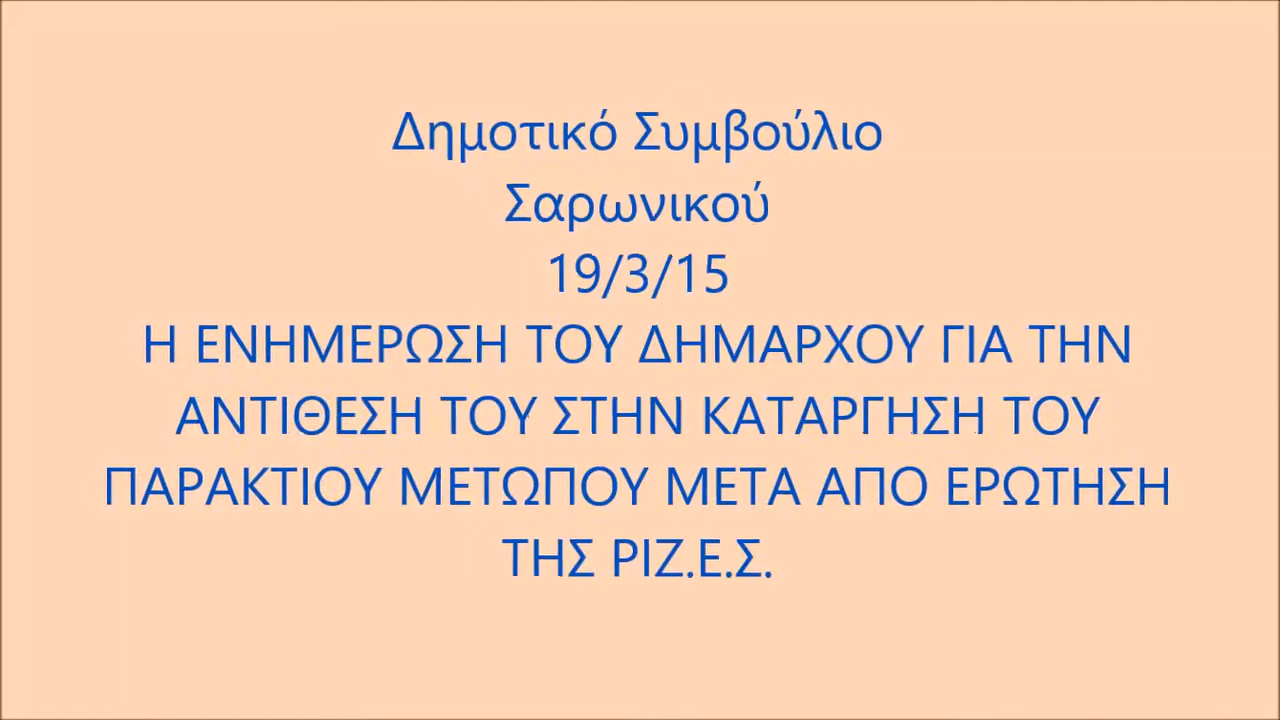 Δημοτικό Συμβούλιο
Σαρωνικού
19/3/15
Η ΕΝΗΜΕΡΩΣΗ ΤΟΥ ΔΗΜΑΡΧΟΥ ΓΙΑ ΤΗΝ
ΑΝΤΙΘΕΣΗ ΤΟΥ ΣΤΗΝ ΚΑΤΑΡΓΗΣΗ ΤΟΥ
ΠΑΡΑΚΤΙΟΥ ΜΕΤΩΠΟΥ ΜΕΤΑ ΑΠΟ ΕΡΩΤΗΣΗ
ΤΗΣ ΡΙΖ.Ε.Σ.